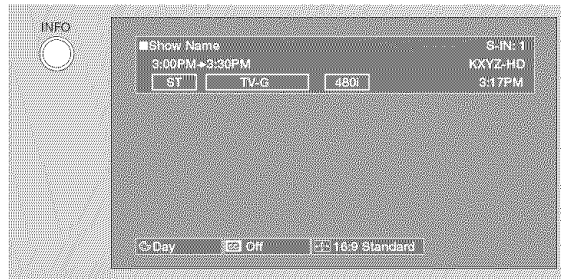 INFO
■Show Name S-IN: 1
3:00PM→3:30PM KXYZ-HD
ST TV-G 480i 3:17PM
Day CC Off 16:9 Standard